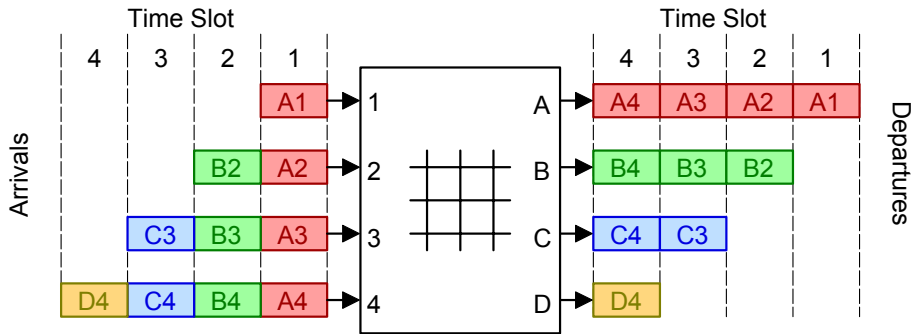 Time Slot Time Slot
4 3 2 1 4 3 2 1
A1 1 A A4 A3 A2 A1
B2 A2 2 B B4 B3 B2
C3 B3 A3 3 C C4 C3
D4 C4 B4 A4 4 D D4
Arrivals
Departures